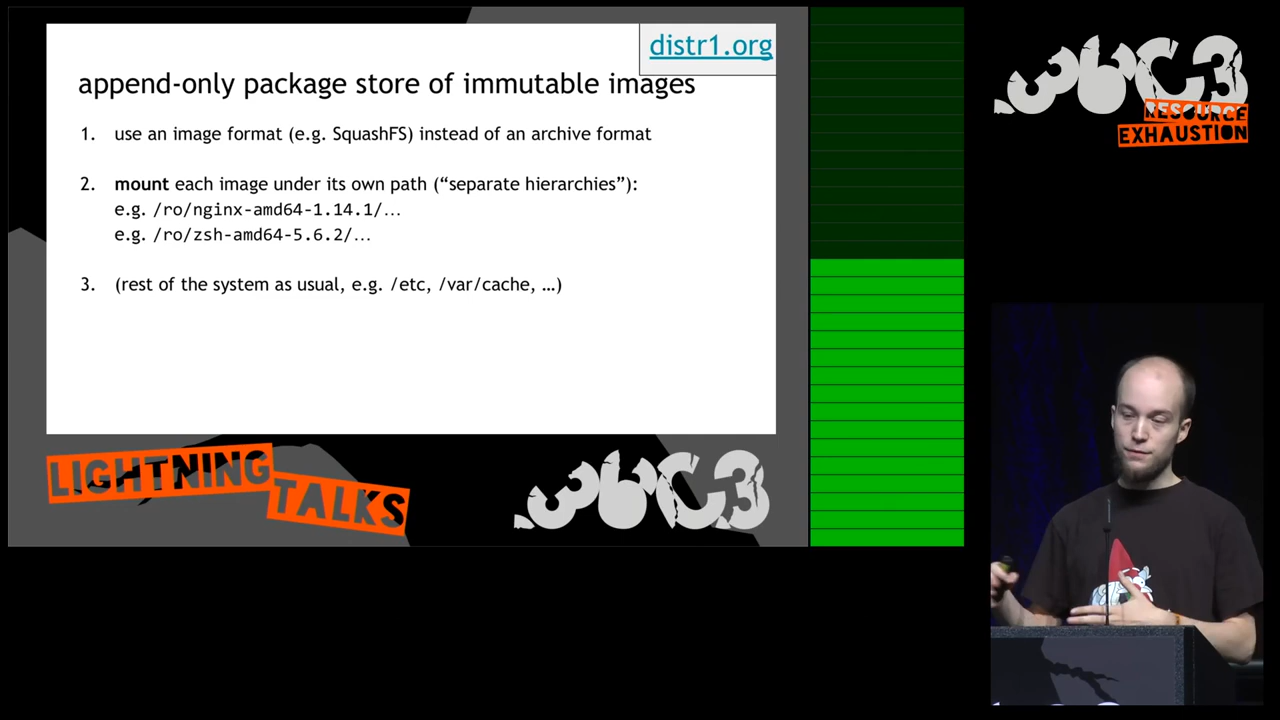 distr1.org
append-only package store of immutable images
1. use an image format (e.g. SquashFS) instead of an archive format
2. mount each image under its own path (“separate hierarchies”):
e.g. /ro/nginx-amd64-1.14.1/…
e.g. /ro/zsh-amd64-5.6.2/…
3. (rest of the system as usual, e.g. /etc, /var/cache, …)
LIGHTNING
TALKS
36C3
36C3
RESOURCE
EXHAUSTION